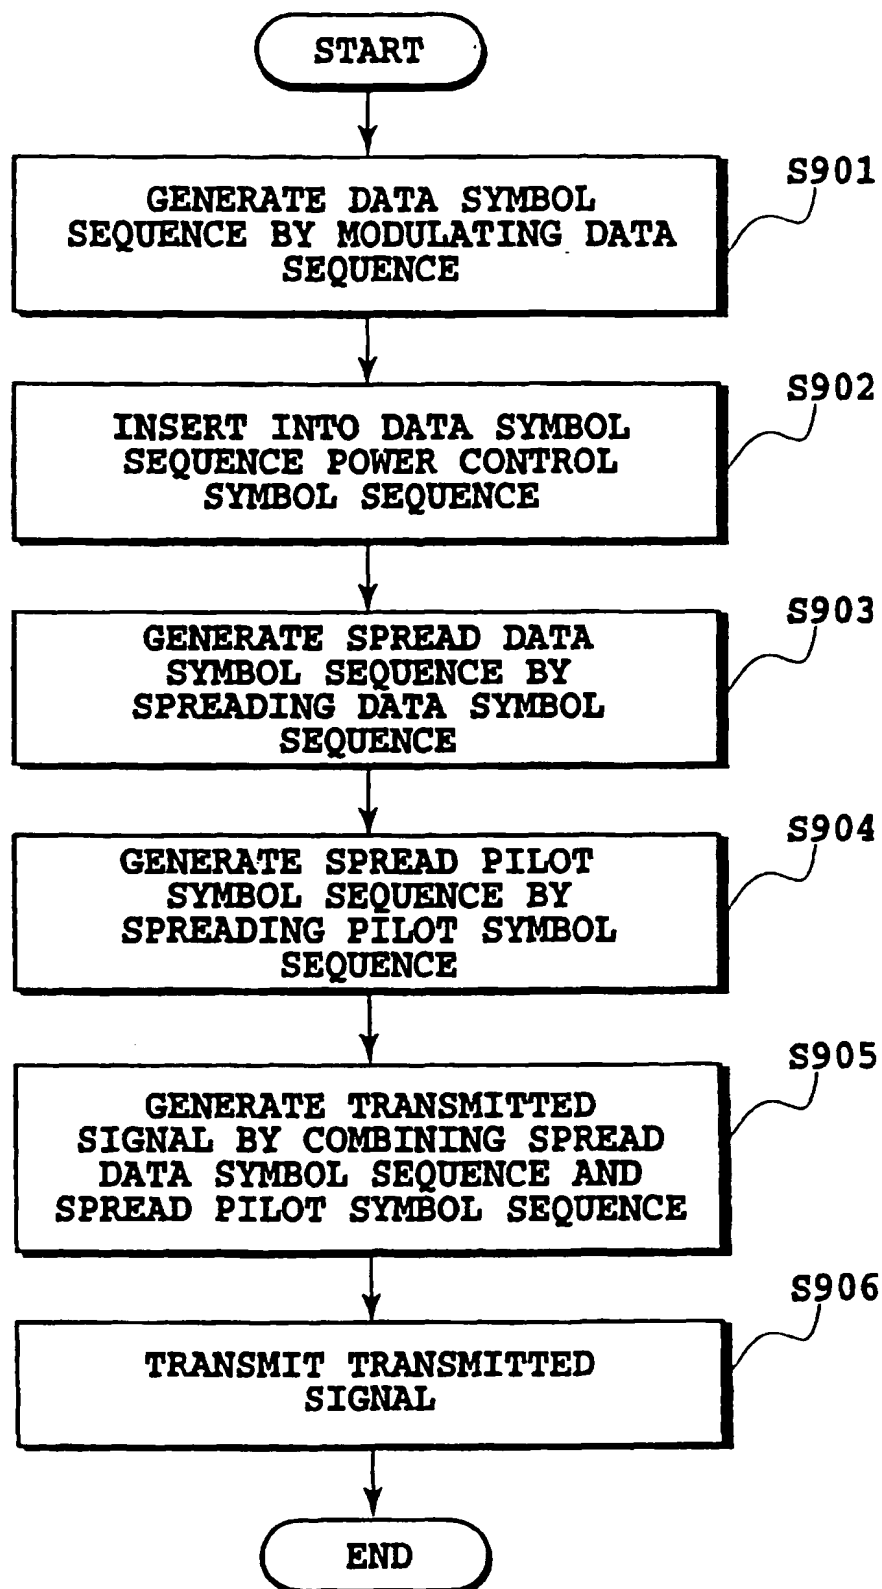 START
S901
GENERATE DATA SYMBOL
SEQUENCE BY MODULATING DATA
SEQUENCE
S902
INSERT INTO DATA SYMBOL
SEQUENCE POWER CONTROL
SYMBOL SEQUENCE
S903
GENERATE SPREAD DATA
SYMBOL SEQUENCE BY
SPREADING DATA SYMBOL
SEQUENCE
S904
GENERATE SPREAD PILOT
SYMBOL SEQUENCE BY
SPREADING PILOT SYMBOL
SEQUENCE
S905
GENERATE TRANSMITTED
SIGNAL BY COMBINING SPREAD
DATA SYMBOL SEQUENCE AND
SPREAD PILOT SYMBOL SEQUENCE
S906
TRANSMIT TRANSMITTED
SIGNAL
END